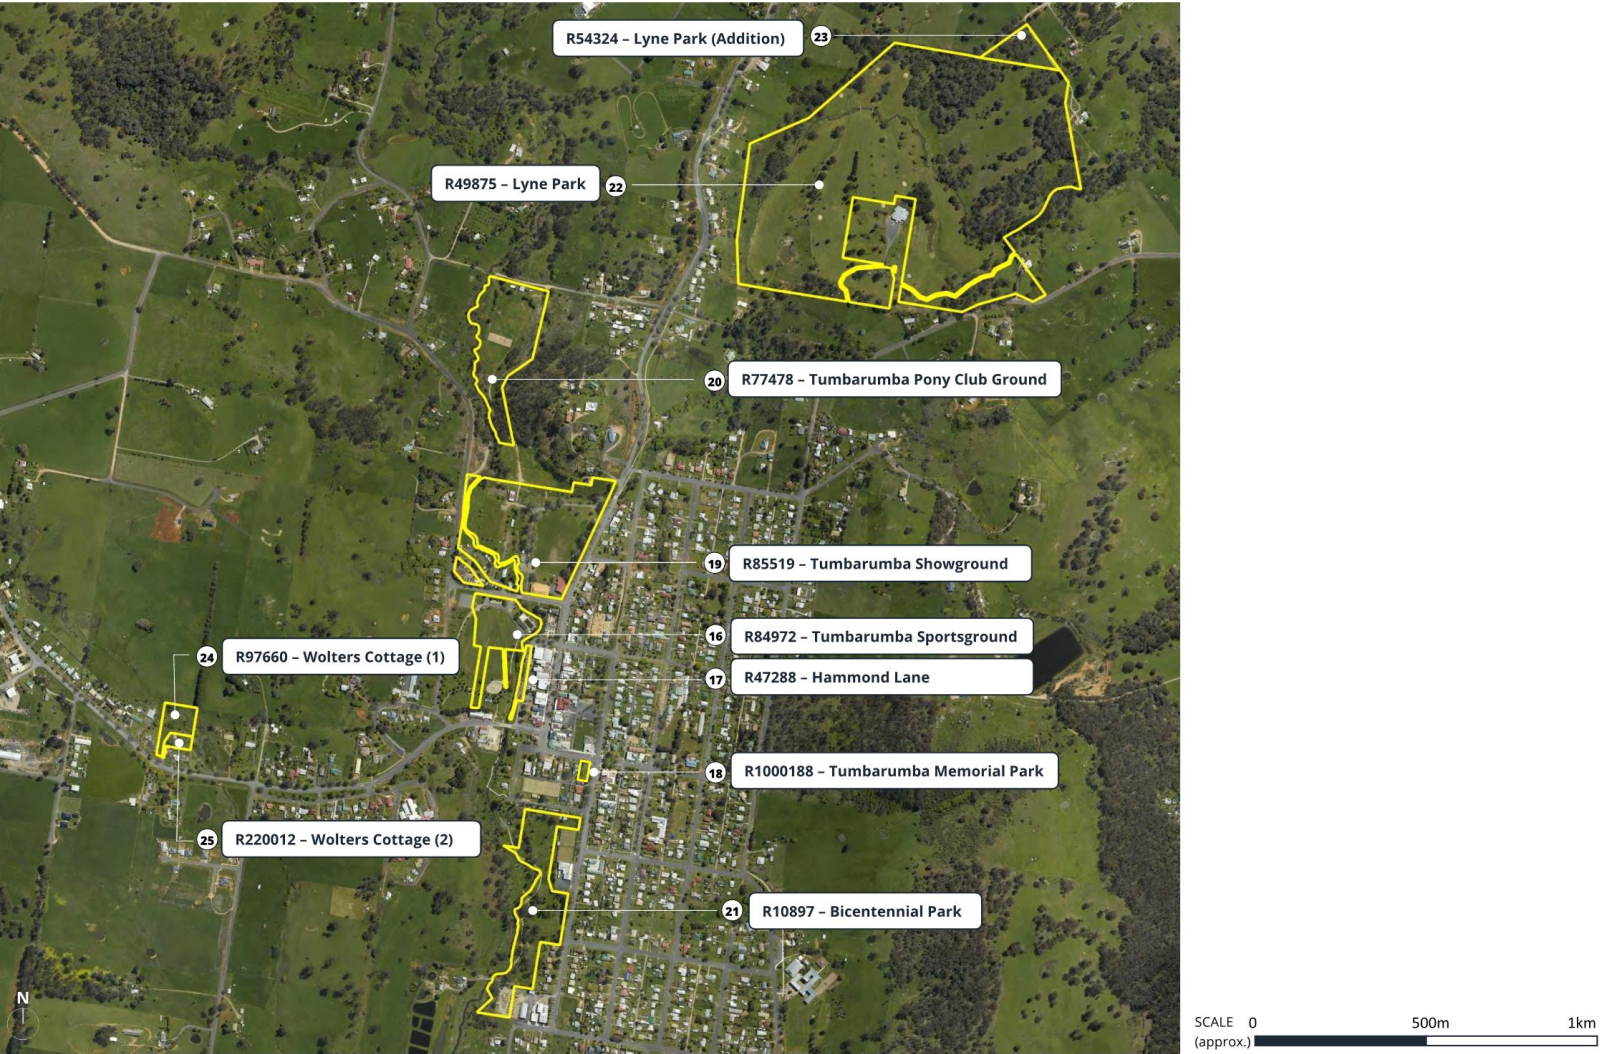 R54324 – Lyne Park (Addition) 23
R49875 – Lyne Park 22
20 R77478 – Tumbarumba Pony Club Ground
19 R85519 – Tumbarumba Showground
16 R84972 – Tumbarumba Sportsground
24 R97660 – Wolters Cottage (1)
17 R47288 – Hammond Lane
18 R1000188 – Tumbarumba Memorial Park
25 R220012 – Wolters Cottage (2)
21 R10897 – Bicentennial Park
N
SCALE 0 500m 1km
(approx.)